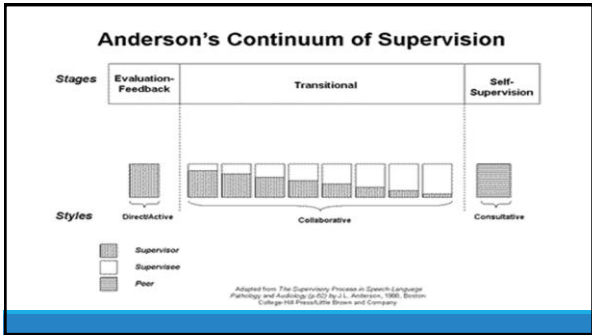 Anderson's Continuum of Supervision
Stages
Evaluation-
Feedback
Transitional
Self-
Supervision
Styles
Direct/Active
Collaborative
Consultative
Supervisor
Supervisee
Peer
Adapted from The Supervisory Process in Speech-Language
Pathology and Audiology (p.62) by J.L. Anderson, 1988, Boston
College-Hill Press/Little Brown and Company